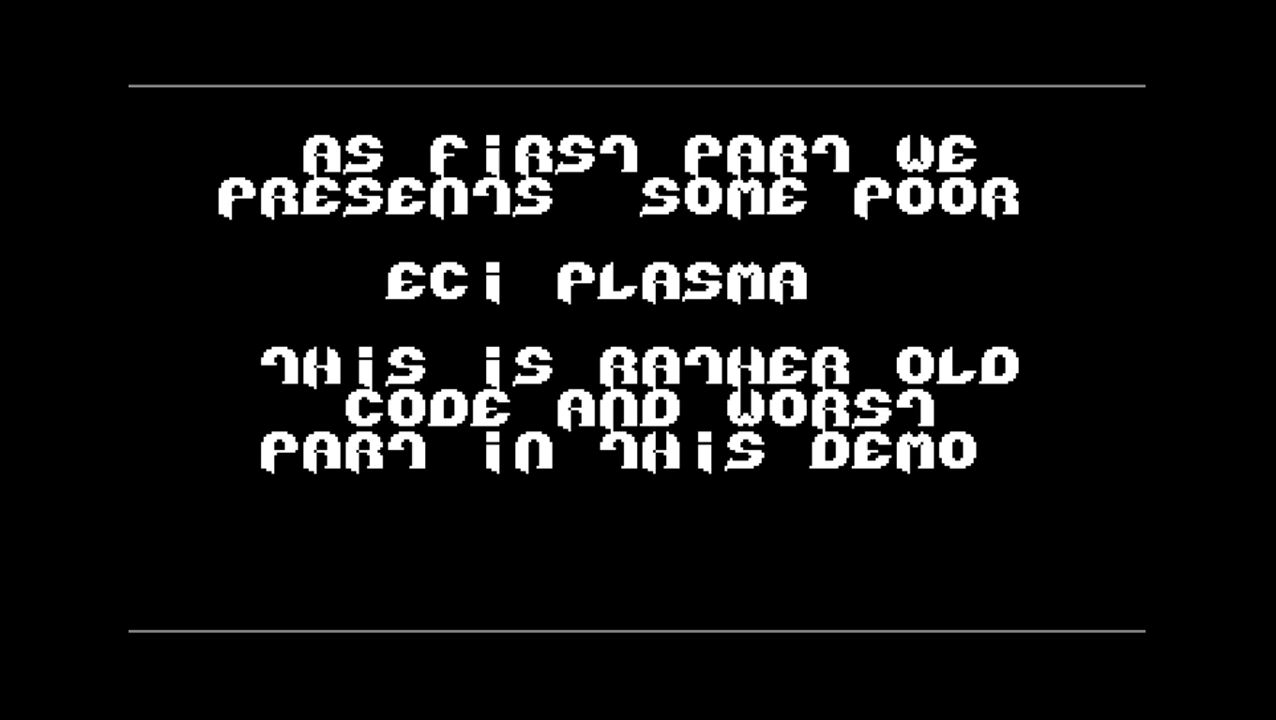 AS FiRST PART WE
PRESENTS SOME POOR
ECi PLASMA
THiS iS RATHER OLD
CODE AND WORST
PART iN THiS DEMO